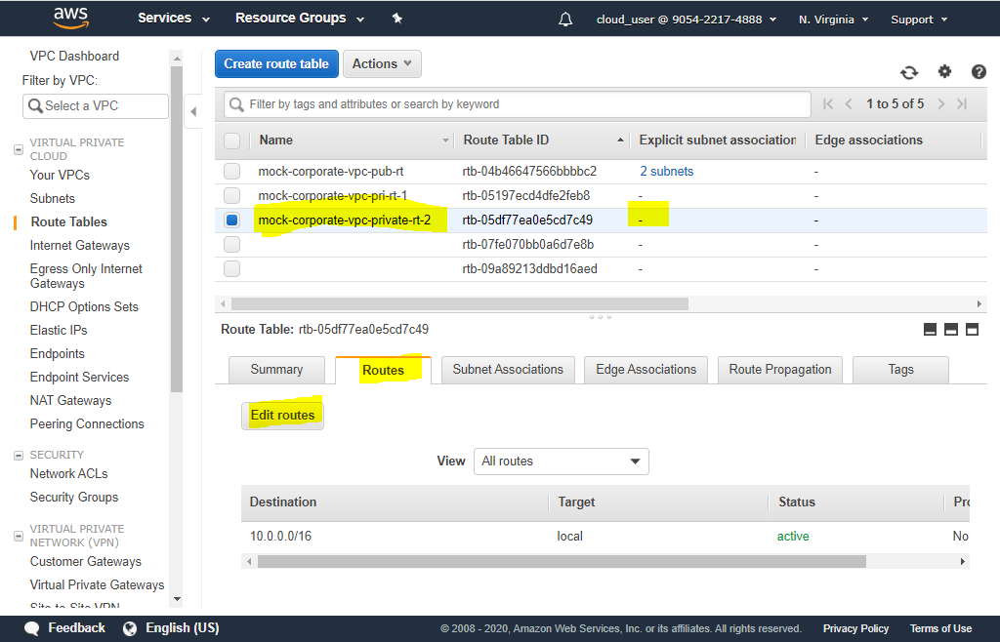 aws
Services
Resource Groups
cloud_user @ 9054-2217-4888
N. Virginia
Support
VPC Dashboard
Filter by VPC:
Select a VPC
VIRTUAL PRIVATE
CLOUD
Your VPCs
Subnets
Route Tables
Internet Gateways
Egress Only Internet
Gateways
DHCP Options Sets
Elastic IPs
Endpoints
Endpoint Services
NAT Gateways
Peering Connections
SECURITY
Network ACLs
Security Groups
VIRTUAL PRIVATE
NETWORK (VPN)
Customer Gateways
Virtual Private Gateways
Site-to-Site VPN
Create route table
Actions
Filter by tags and attributes or search by keyword
1 to 5 of 5
Name Route Table ID Explicit subnet association Edge associations
mock-corporate-vpc-pub-rt rtb-04b46647566bbbbc2 2 subnets -
mock-corporate-vpc-pri-rt-1 rtb-05197ecd4dfe2feb8 - -
mock-corporate-vpc-private-rt-2 rtb-05df77ea0e5cd7c49 - -
rtb-07fe070bb0a6d7e8b - -
rtb-09a89213ddbd16aed - -
Route Table: rtb-05df77ea0e5cd7c49
Summary Routes Subnet Associations Edge Associations Route Propagation Tags
Edit routes
View All routes
Destination Target Status Pro
10.0.0.0/16 local active No
Feedback
English (US)
© 2008 - 2020, Amazon Web Services, Inc. or its affiliates. All rights reserved.
Privacy Policy
Terms of Use